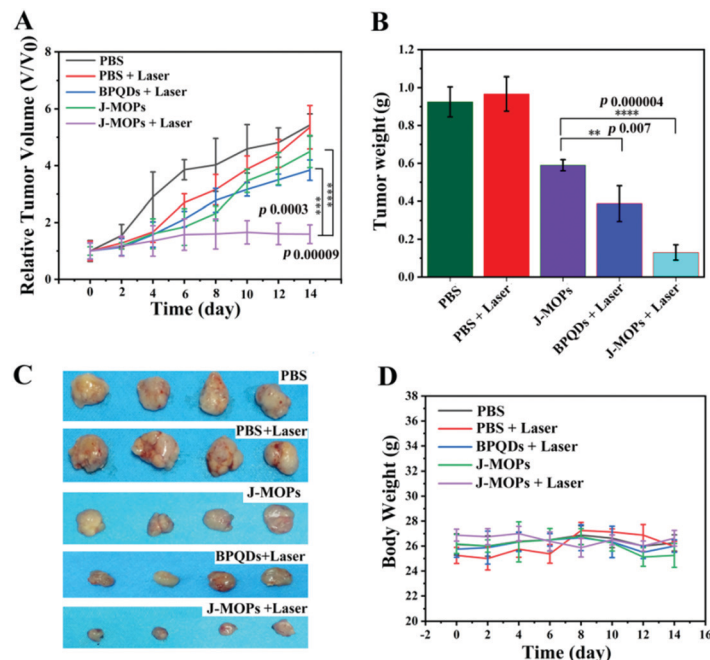 A
Relative Tumor Volume (V/V0)
8
6
4
2
0
PBS
PBS + Laser
BPQDs + Laser
J-MOPs
J-MOPs + Laser
p 0.0003
***
****
p 0.00009
0 2 4 6 8 10 12 14
Time (day)
B
Tumor weight (g)
1.2
1.0
0.8
0.6
0.4
0.2
0.0
p 0.000004
****
** p 0.007
PBS
PBS + Laser
J-MOPs
BPQDs + Laser
J-MOPs + Laser
C
PBS
PBS+Laser
J-MOPs
BPQDs+Laser
J-MOPs +Laser
D
Body Weight (g)
38
36
34
32
30
28
26
24
22
20
PBS
PBS + Laser
BPQDs + Laser
J-MOPs
J-MOPs + Laser
-2 0 2 4 6 8 10 12 14 16
Time (day)